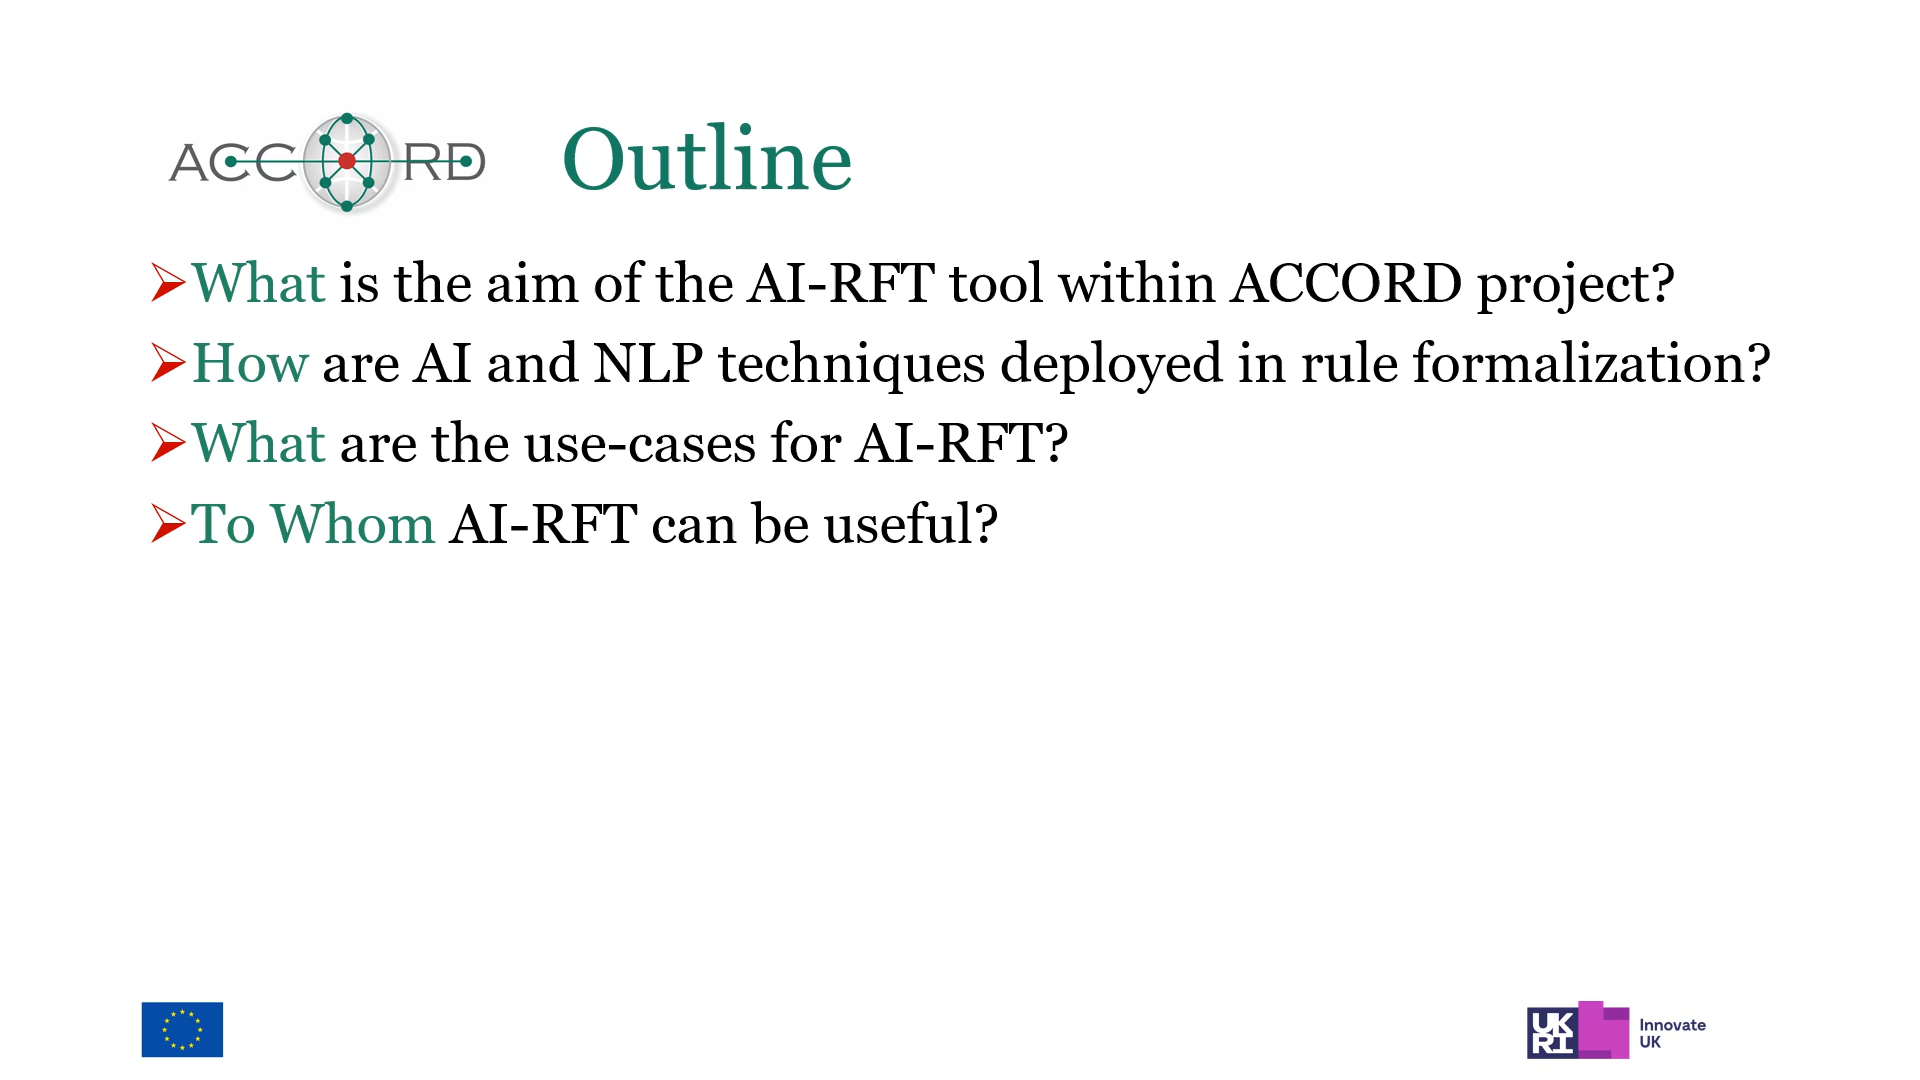 ACCORD
Outline
What is the aim of the AI-RFT tool within ACCORD project?
How are AI and NLP techniques deployed in rule formalization?
What are the use-cases for AI-RFT?
To Whom AI-RFT can be useful?
UK
RI
Innovate
UK